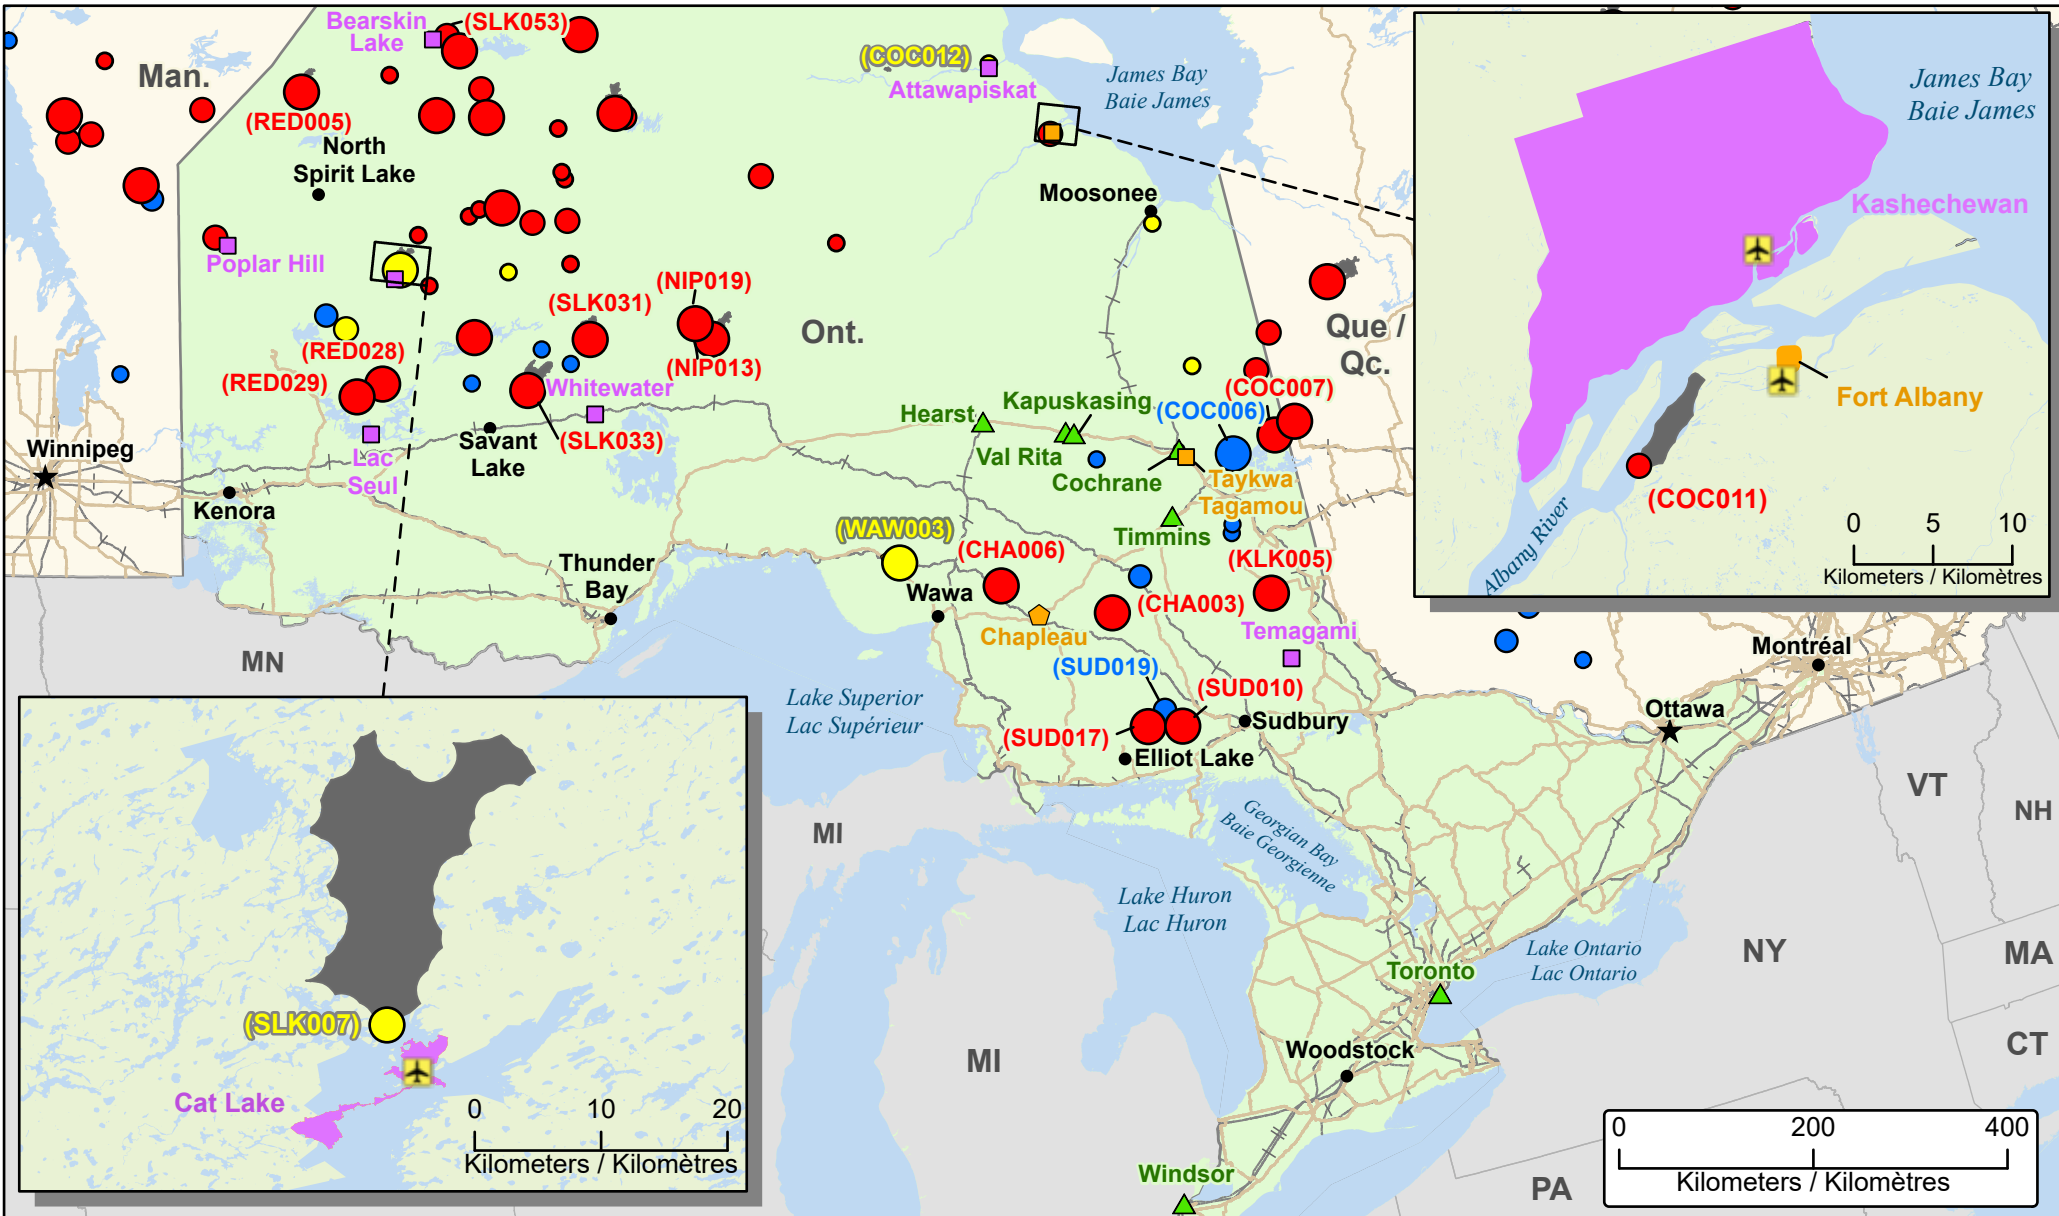 Bearskin
Lake
(SLK053)
(COC012)
Attawapiskat
James Bay
Baie James
James Bay
Baie James
Man.
(RED005)
North
Spirit Lake
Moosonee
Kashechewan
Poplar Hill
(NIP019)
(SLK031)
Ont.
Que /
Qc.
(RED028)
(NIP013)
(RED029)
Whitewater
Fort Albany
Kapuskasing
(COC007)
(COC006)
Hearst
Winnipeg
Savant
Lake
(SLK033)
Val Rita
Lac
Seul
Cochrane
Taykwa
Tagamou
(COC011)
Kenora
Timmins
(WAW003)
0 5 10
Kilometers / Kilomètres
Albany River
(CHA006)
(KLK005)
Thunder
Bay
Wawa
(CHA003)
Chapleau
Temagami
MN
(SUD019)
Montréal
Lake Superior
Lac Supérieur
(SUD010)
Ottawa
(SUD017)
Sudbury
Elliot Lake
VT
NH
MI
Georgian Bay
Baie Georgienne
Lake Huron
Lac Huron
Lake Ontario
Lac Ontario
NY
MA
Toronto
(SLK007)
CT
Cat Lake
0 10 20
Kilometers / Kilomètres
MI
Woodstock
0 200 400
Kilometers / Kilomètres
Windsor
PA